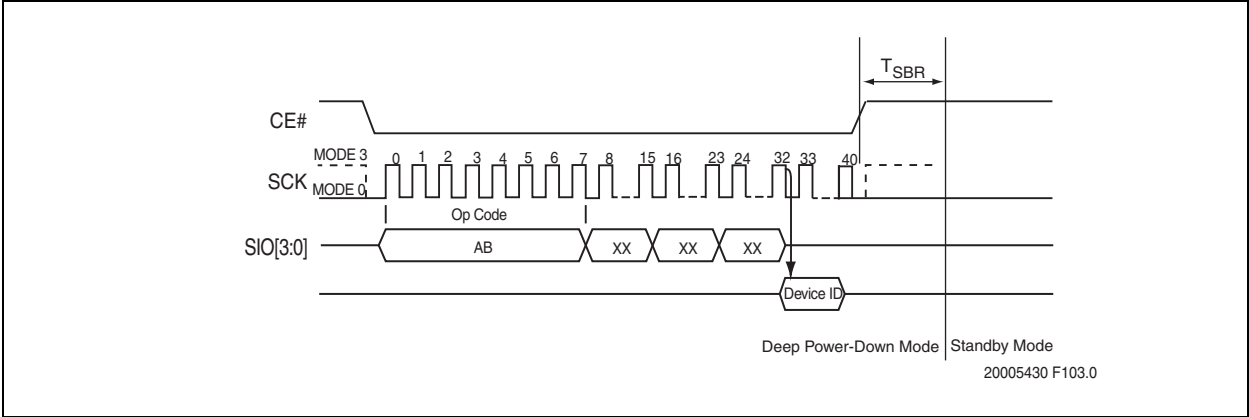 TSBR
CE#
MODE 3
0 1 2 3 4 5 6 7 8 15 16 23 24 32 33 40
SCK
MODE 0
Op Code
SIO[3:0]
AB XX XX XX
Device ID
Deep Power-Down Mode Standby Mode
20005430 F103.0